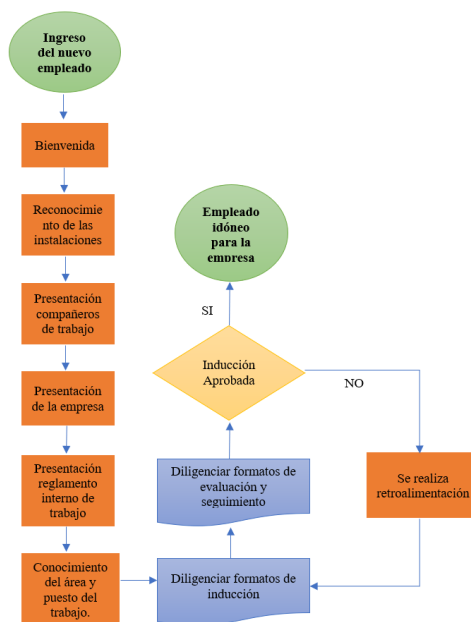 Ingreso
del nuevo
empleado
Bienvenida
Reconocimie
nto de las
instalaciones
Presentación
compañeros
de trabajo
Presentación
de la empresa
Presentación
reglamento
interno de
trabajo
Conocimiento
del área y
puesto del
trabajo.
Diligenciar formatos de
inducción
Diligenciar formatos de
evaluación y
seguimiento
Inducción
Aprobada
SI
Empleado
idóneo
para la
empresa
NO
Se realiza
retroalimentación